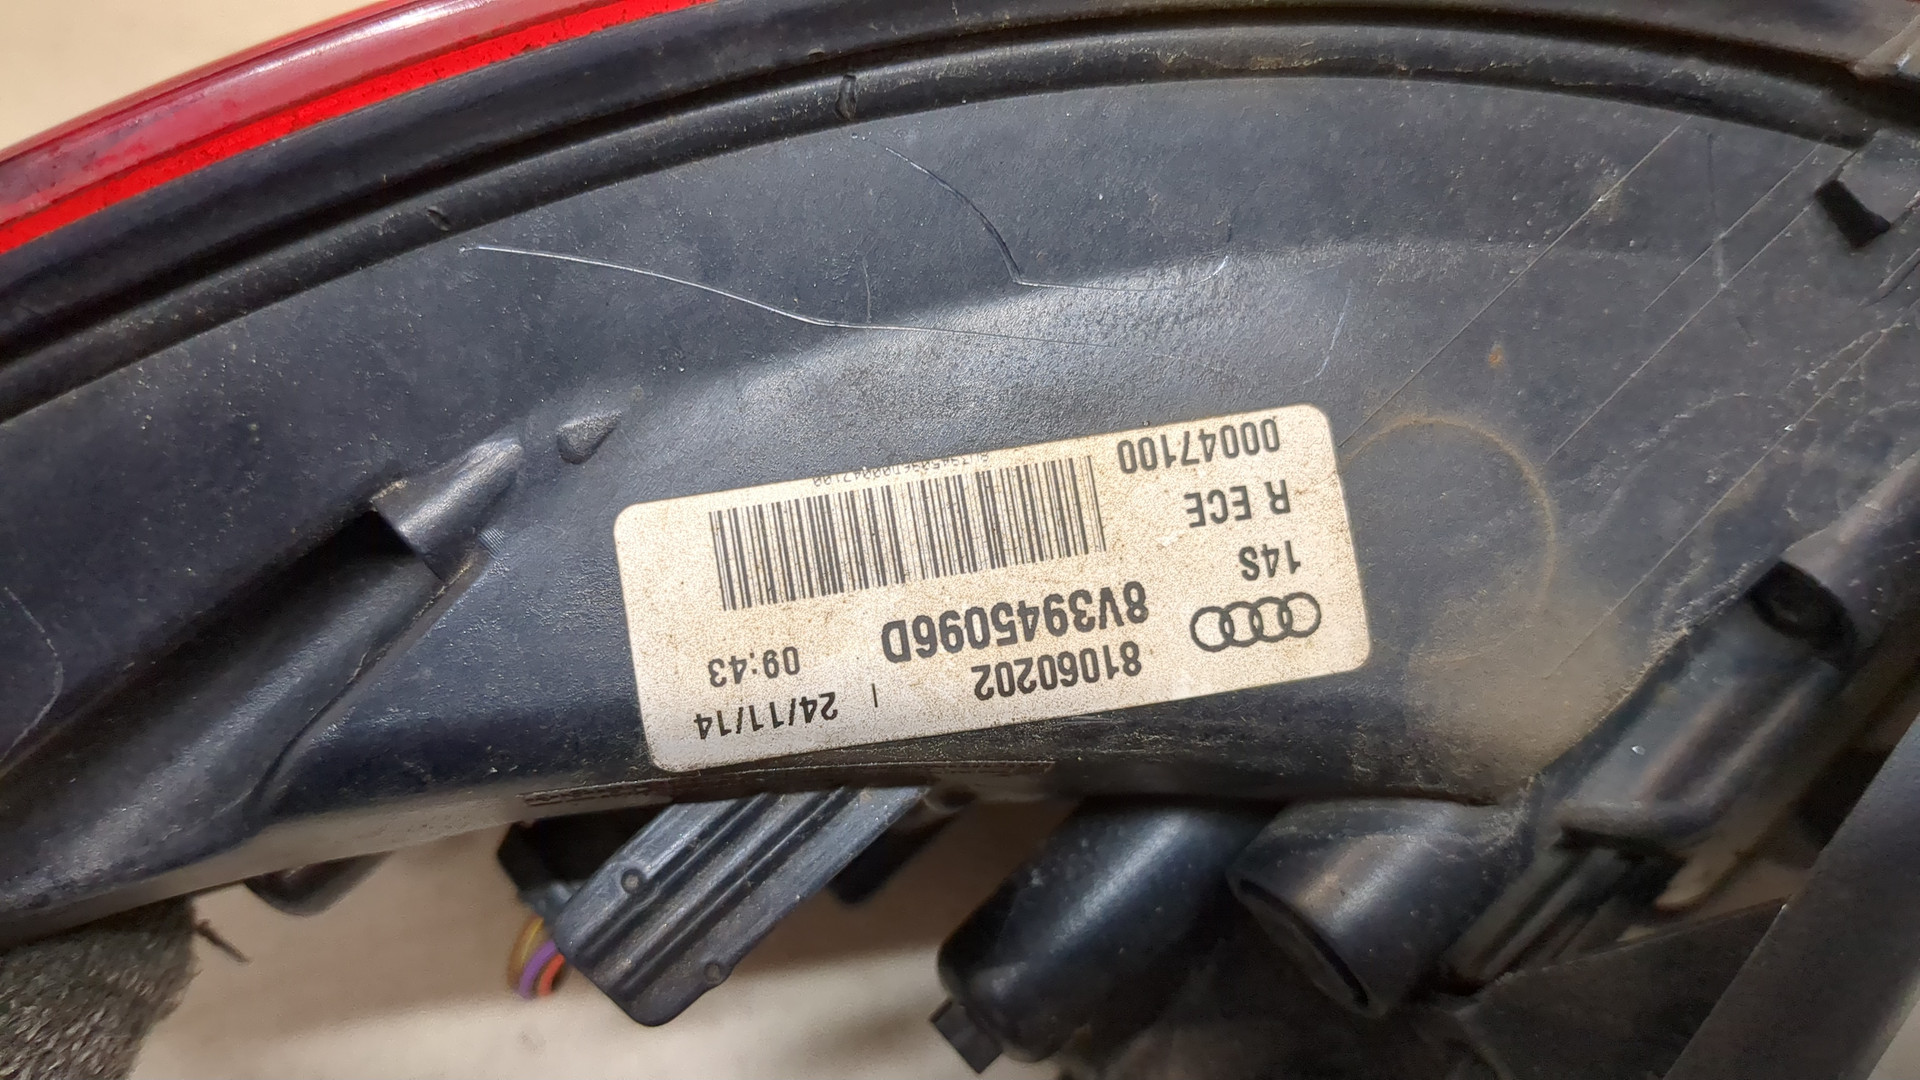 81060202 | 24/11/14
8V3945096D 09:43
14S
R ECE
00047100